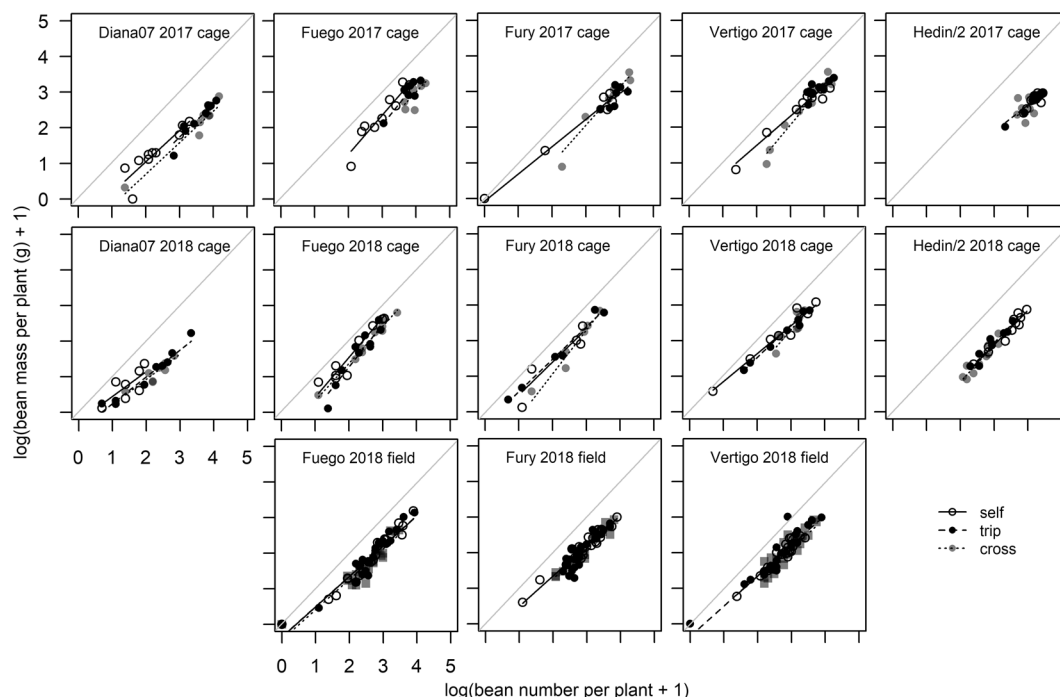 Diana07 2017 cage
Fuego 2017 cage
Fury 2017 cage
Vertigo 2017 cage
Hedin/2 2017 cage
5
4
3
2
1
0
Diana07 2018 cage
Fuego 2018 cage
Fury 2018 cage
Vertigo 2018 cage
Hedin/2 2018 cage
log(bean mass per plant (g) + 1)
0 1 2 3 4 5
Fuego 2018 field
Fury 2018 field
Vertigo 2018 field
self
trip
cross
0 1 2 3 4 5
log(bean number per plant + 1)